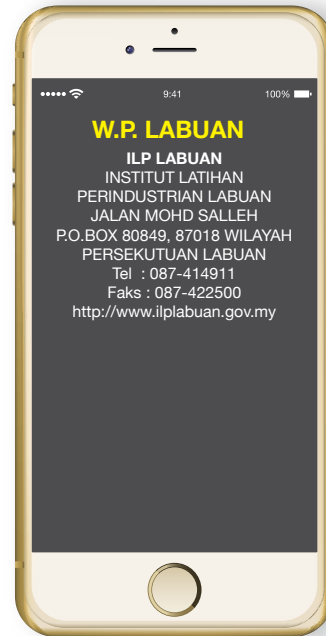 9:41 100%
W.P. LABUAN
ILP LABUAN
INSTITUT LATIHAN
PERINDUSTRIAN LABUAN
JALAN MOHD SALLEH
P.O.BOX 80849, 87018 WILAYAH
PERSEKUTUAN LABUAN
Tel : 087-414911
Faks : 087-422500
http://www.ilplabuan.gov.my